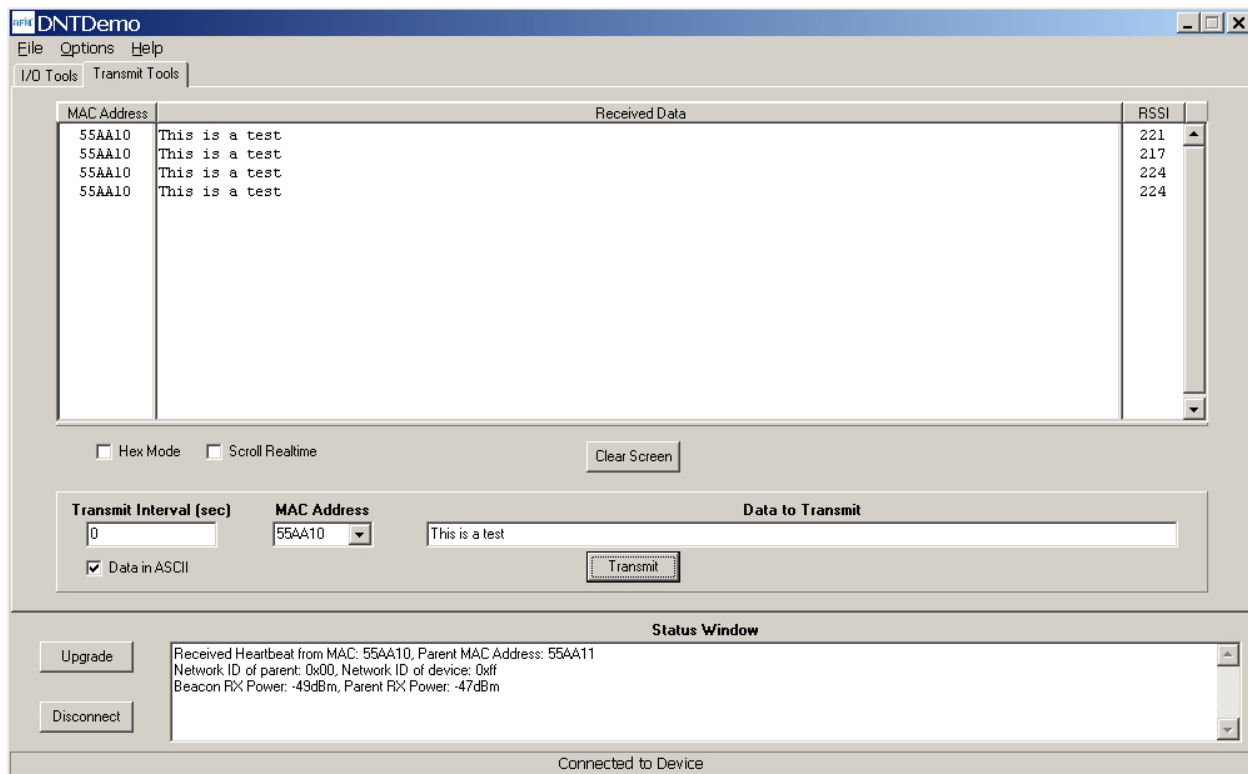 DNTDemo
File Options Help
I/O Tools Transmit Tools
MAC Address Received Data RSSI
55AA10 This is a test 221
55AA10 This is a test 217
55AA10 This is a test 224
55AA10 This is a test 224
Hex Mode Scroll Realtime Clear Screen
Transmit Interval (sec) MAC Address Data to Transmit
0 55AA10 This is a test
Data in ASCII Transmit
Status Window
Upgrade
Disconnect
Received Heartbeat from MAC: 55AA10, Parent MAC Address: 55AA11
Network ID of parent: 0x00, Network ID of device: 0xff
Beacon RX Power: -49dBm, Parent RX Power: -47dBm
Connected to Device